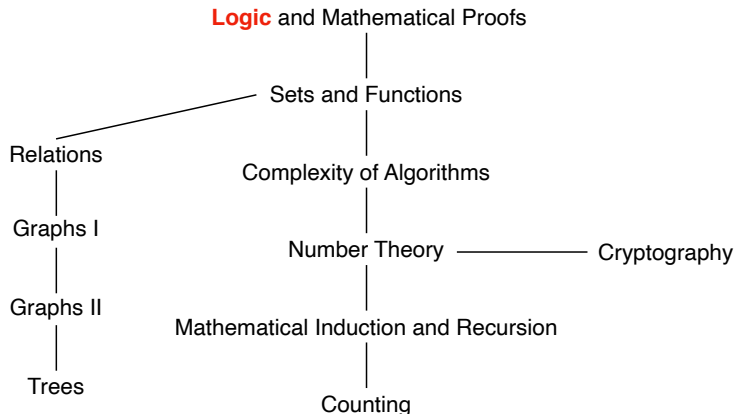 Logic and Mathematical Proofs
Sets and Functions
Relations
Complexity of Algorithms
Graphs I
Number Theory
Cryptography
Graphs II
Mathematical Induction and Recursion
Trees
Counting